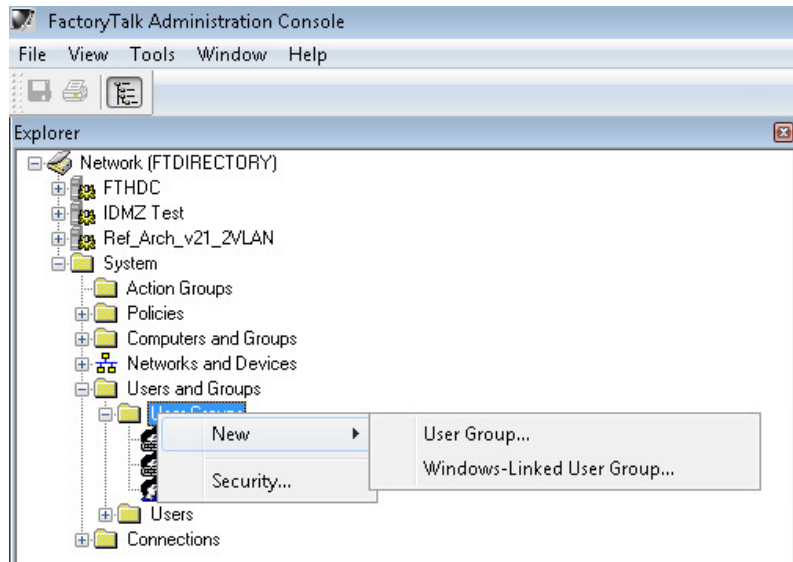 FactoryTalk Administration Console
File View Tools Window Help
Explorer
Network (FTDIRECTORY)
FTHDC
IDMZ Test
Ref_Arch_v21_2VLAN
System
Action Groups
Policies
Computers and Groups
Networks and Devices
Users and Groups
New
User Group...
Windows-Linked User Group...
Security...
Users
Connections